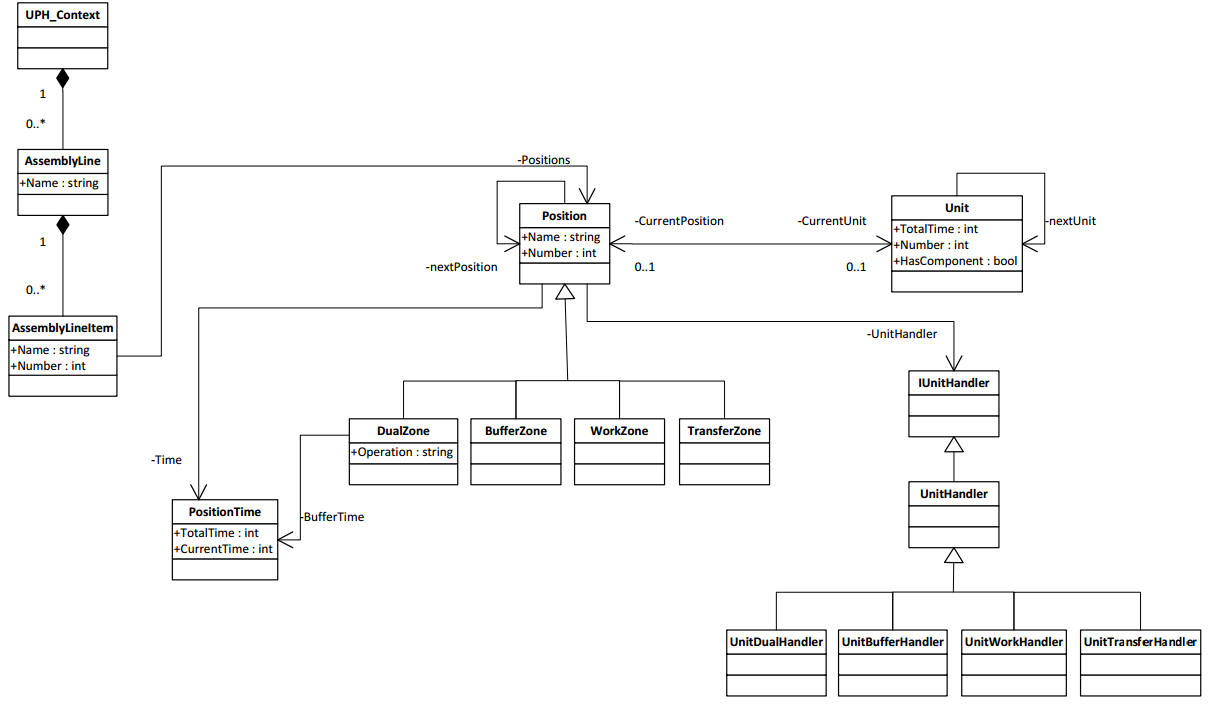 UPH_Context
1
0..*
AssemblyLine
+Name : string
1
0..*
AssemblyLineItem
+Name : string
+Number : int
-Positions
Position
+Name : string
+Number : int
-nextPosition
-CurrentPosition
0..1
-CurrentUnit
0..1
Unit
+TotalTime : int
+Number : int
+HasComponent : bool
-nextUnit
-UnitHandler
IUnitHandler
DualZone
+Operation : string
BufferZone
WorkZone
TransferZone
-Time
-BufferTime
PositionTime
+TotalTime : int
+CurrentTime : int
UnitHandler
UnitDualHandler
UnitBufferHandler
UnitWorkHandler
UnitTransferHandler